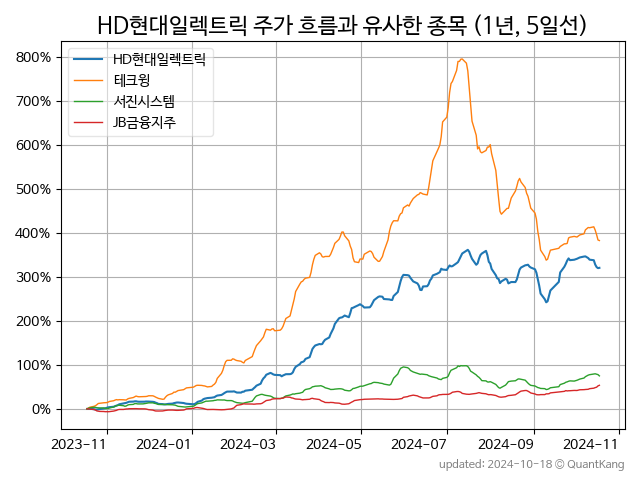 HD현대일렉트릭 주가 흐름과 유사한 종목 (1년, 5일선)
HD현대일렉트릭
테크윙
서진시스템
JB금융지주
800%
700%
600%
500%
400%
300%
200%
100%
0%
2023-11 2024-01 2024-03 2024-05 2024-07 2024-09 2024-11
updated: 2024-10-18 © QuantKang